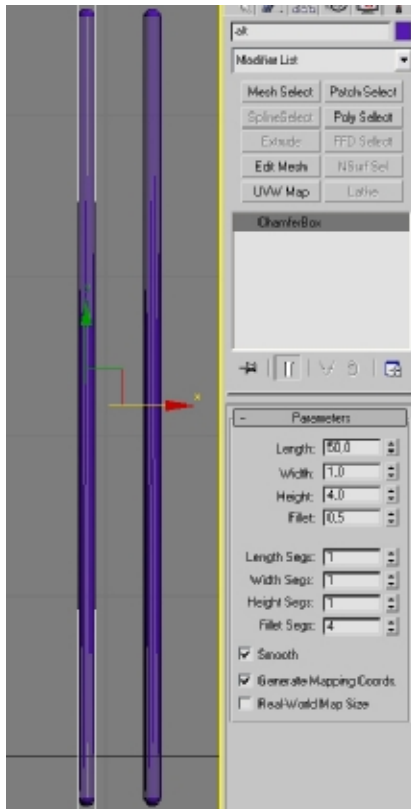 alt
Modifier List
Mesh Select Patch Select
SplineSelect Poly Select
Extrude FFD Select
Edit Mesh NSurf Sel
UVW Map Lathe
ChamferBox
- Parameters
Length: 50,0
Width: 1,0
Height: 4,0
Fillet: 0,5
Length Segs: 1
Width Segs: 1
Height Segs: 1
Fillet Segs: 4
Smooth
Generate Mapping Coords.
Real-World Map Size
x